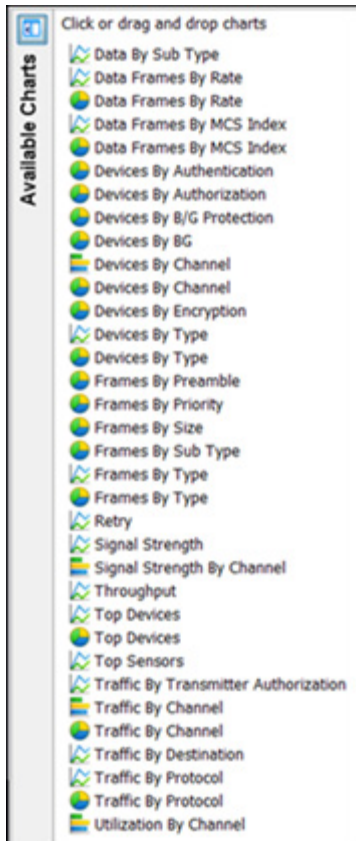 Available Charts
Click or drag and drop charts
Data By Sub Type
Data Frames By Rate
Data Frames By Rate
Data Frames By MCS Index
Data Frames By MCS Index
Devices By Authentication
Devices By Authorization
Devices By B/G Protection
Devices By BG
Devices By Channel
Devices By Channel
Devices By Encryption
Devices By Type
Devices By Type
Frames By Preamble
Frames By Priority
Frames By Size
Frames By Sub Type
Frames By Type
Frames By Type
Retry
Signal Strength
Signal Strength By Channel
Throughput
Top Devices
Top Devices
Top Sensors
Traffic By Transmitter Authorization
Traffic By Channel
Traffic By Channel
Traffic By Destination
Traffic By Protocol
Traffic By Protocol
Utilization By Channel